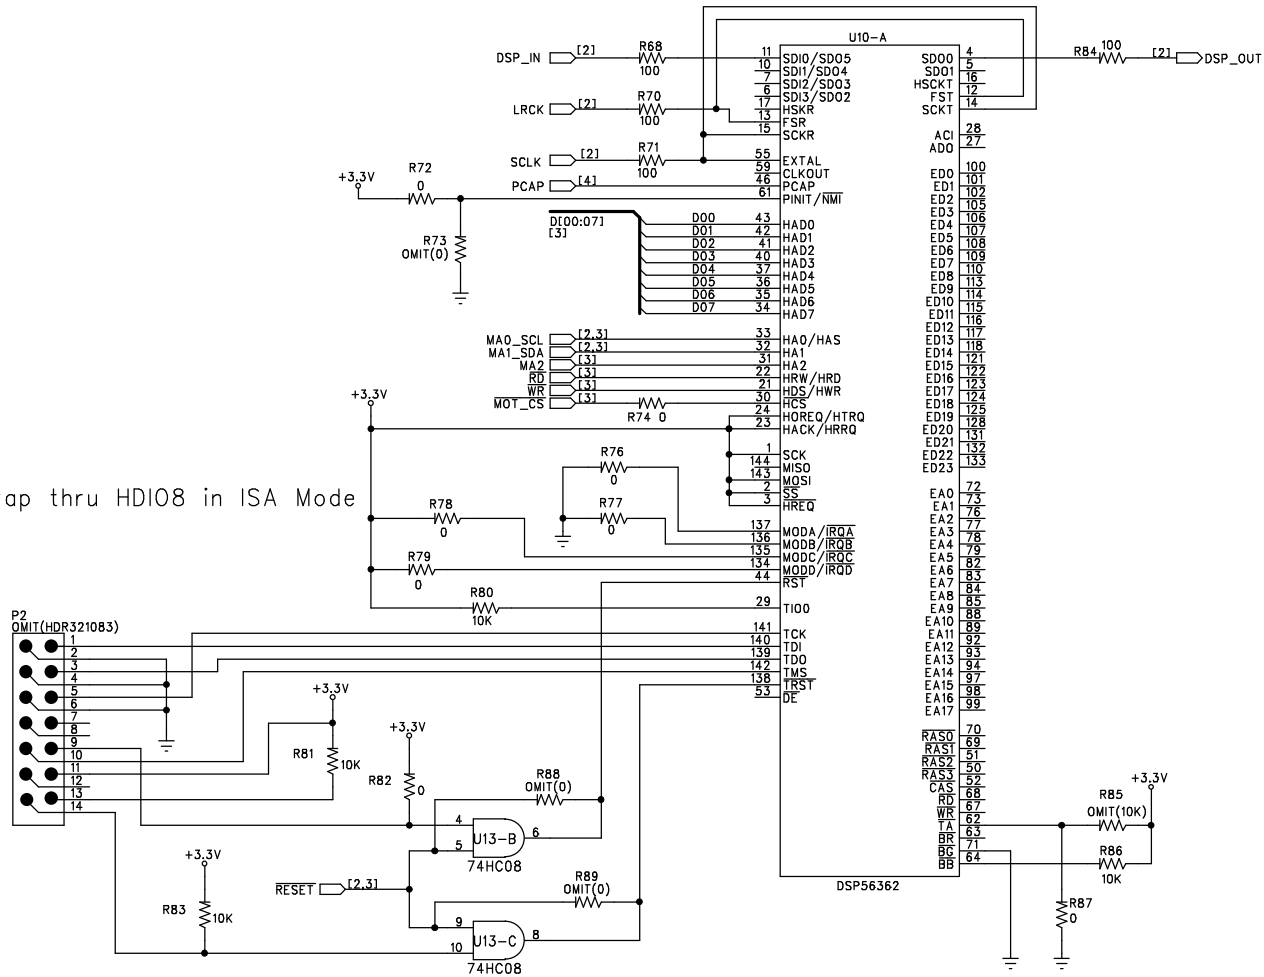 U10-A
DSP_IN [2] R68 100
11 SDI0/SDO5
10 SDI1/SDO4
7 SDI2/SDO3
6 SDI3/SDO2
LRCK [2] R70 100
17 HSKR
13 FSR
15 SCKR
SCLK [2] R71 100
55 EXTAL
59 CLKOUT
PCAP [4]
46 PCAP
61 PINIT/NMI
+3.3V R72 0
R73 OMIT(0)
D[00:07]
[3]
D00 43 HAD0
D01 42 HAD1
D02 41 HAD2
D03 40 HAD3
D04 37 HAD4
D05 36 HAD5
D06 35 HAD6
D07 34 HAD7
MA0_SCL [2,3] 33 HA0/HAS
MA1_SDA [2,3] 32 HA1
MA2 [3] 31 HA2
RD [3] 22 HRW/HRD
WR [3] 21 HDS/HWR
MOT_CS [3] R74 0 30 HCS
24 HOREQ/HTRQ
23 HACK/HRRQ
+3.3V
1 SCK
144 MISO
143 MOSI
2 SS
3 HREQ
R76 0
R77 0
ap thru HDI08 in ISA Mode
R78 0
R79 0
137 MODA/IRQA
136 MODB/IRQB
135 MODC/IRQC
134 MODD/IRQD
44 RST
R80 10K
29 TIO0
141 TCK
140 TDI
139 TDO
142 TMS
138 TRST
53 DE
4 SDO0
5 SDO1
16 HSCKT
12 FST
14 SCKT
R84 100 [2] DSP_OUT
28 ACI
27 ADO
100 ED0
101 ED1
102 ED2
105 ED3
106 ED4
107 ED5
108 ED6
109 ED7
110 ED8
113 ED9
114 ED10
115 ED11
116 ED12
117 ED13
118 ED14
121 ED15
122 ED16
123 ED17
124 ED18
125 ED19
128 ED20
131 ED21
132 ED22
133 ED23
72 EA0
73 EA1
76 EA2
77 EA3
78 EA4
79 EA5
82 EA6
83 EA7
84 EA8
85 EA9
88 EA10
89 EA11
92 EA12
93 EA13
94 EA14
97 EA15
98 EA16
99 EA17
70 RAS0
69 RAS1
51 RAS2
50 RAS3
52 CAS
68 RD
67 WR
62 TA
63 BR
71 BG
64 BB
DSP56362
+3.3V
R85
OMIT(10K)
R86
10K
R87
0
P2
OMIT(HDR321083)
1
2
3
4
5
6
7
8
9
10
11
12
13
14
+3.3V
R81 10K
+3.3V
R82 0
R88
OMIT(0)
4
5
U13-B
6
74HC08
+3.3V
R83 10K
RESET [2,3]
R89
OMIT(0)
9
10
U13-C
8
74HC08